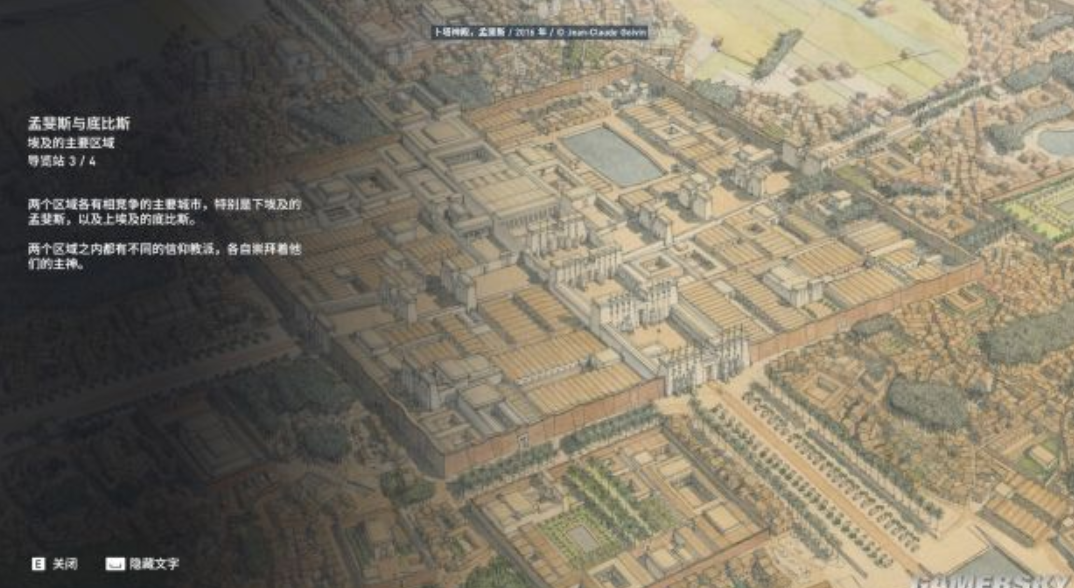 卜塔神殿，孟斐斯 / 2016 年 / © Jean-Claude Golvin
孟斐斯与底比斯
埃及的主要区域
导览站 3 / 4
两个区域各有相竞争的主要城市，特别是下埃及的
孟斐斯，以及上埃及的底比斯。
两个区域之内都有不同的信仰教派，各自崇拜着他
们的主神。
E 关闭
隐藏文字
GAMERSKY